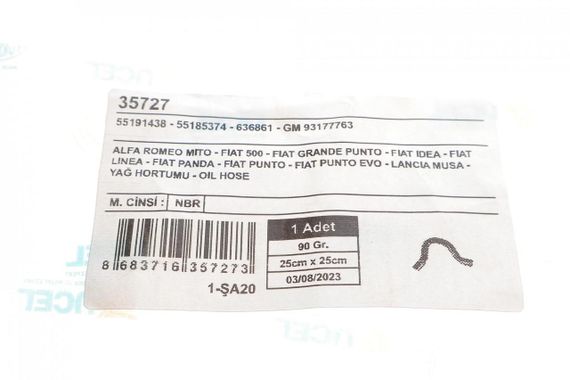 35727
55191438 - 55185374 - 636861 - GM 93177763
ALFA ROMEO MITO - FIAT 500 - FIAT GRANDE PUNTO - FIAT IDEA - FIAT
LINEA - FIAT PANDA - FIAT PUNTO - FIAT PUNTO EVO - LANCIA MUSA -
YAĞ HORTUMU - OIL HOSE
M. CİNSİ : NBR
1 Adet
90 Gr.
25cm x 25cm
03/08/2023
8 683716 357273
1-ŞA20